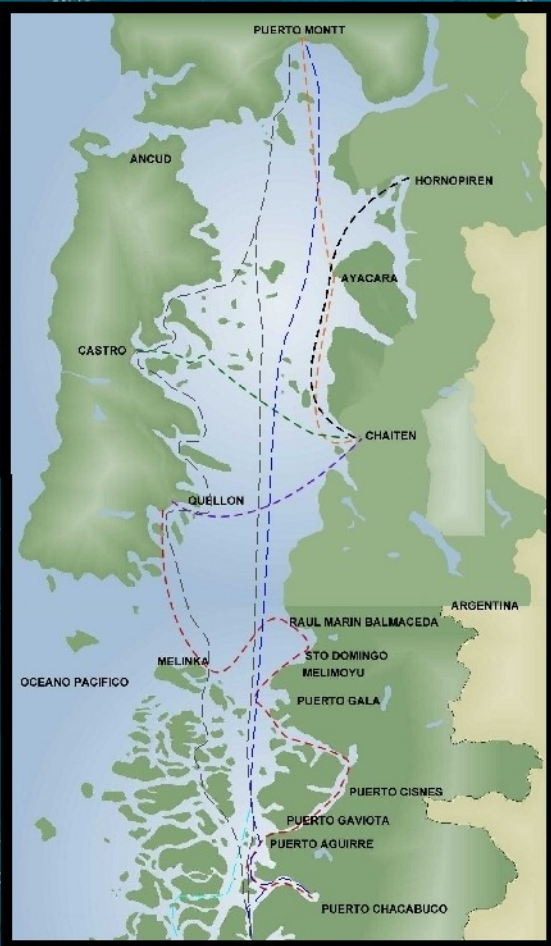 PUERTO MONTT
ANCUD
HORNOPIREN
AYACARA
CASTRO
CHAITEN
QUELLON
ARGENTINA
RAUL MARIN BALMACEDA
MELINKA
STO DOMINGO
MELIMOYU
OCEANO PACIFICO
PUERTO GALA
PUERTO CISNES
PUERTO GAVIOTA
PUERTO AGUIRRE
PUERTO CHACABUCO